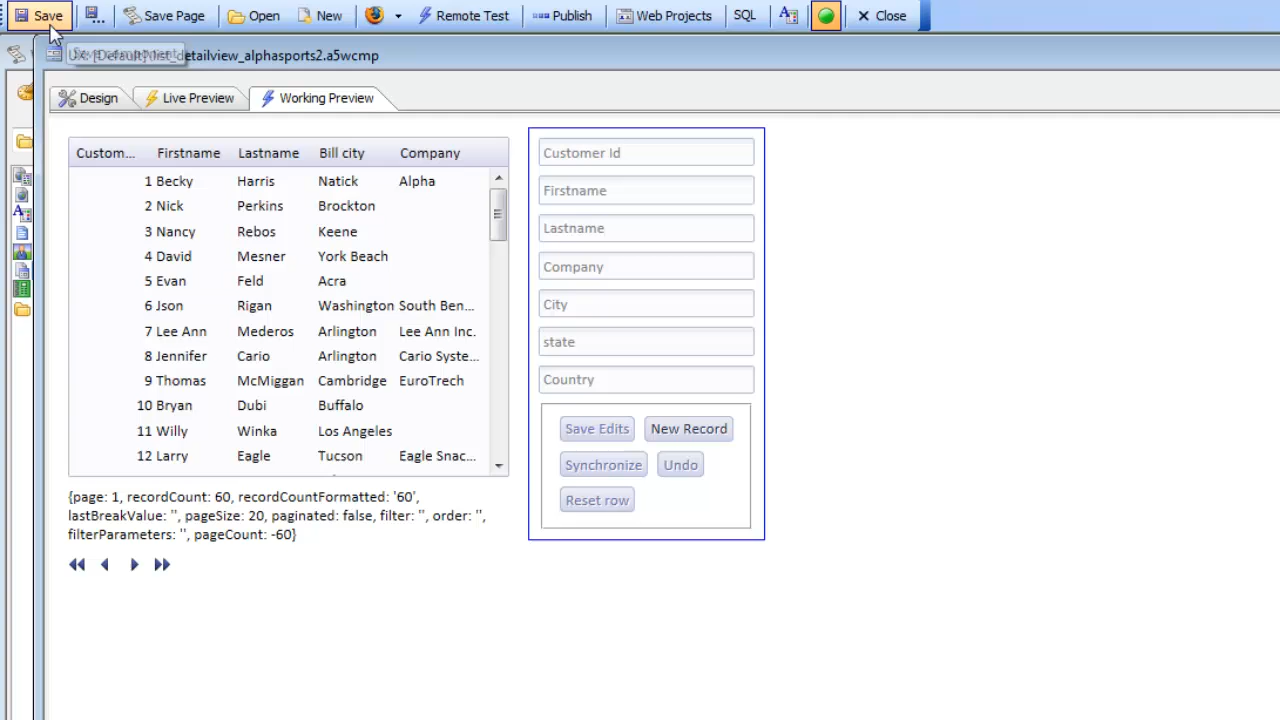 Save Save Page Open New Remote Test Publish Web Projects SQL Close
UX: [Default] list_detailview_alphasports2.a5wcmp
Design Live Preview Working Preview
Custom... Firstname Lastname Bill city Company
1 Becky Harris Natick Alpha
2 Nick Perkins Brockton
3 Nancy Rebos Keene
4 David Mesner York Beach
5 Evan Feld Acra
6 Json Rigan Washington South Ben...
7 Lee Ann Mederos Arlington Lee Ann Inc.
8 Jennifer Cario Arlington Cario Syste...
9 Thomas McMiggan Cambridge EuroTrech
10 Bryan Dubi Buffalo
11 Willy Winka Los Angeles
12 Larry Eagle Tucson Eagle Snac...
{page: 1, recordCount: 60, recordCountFormatted: '60',
lastBreakValue: '', pageSize: 20, paginated: false, filter: '', order: '',
filterParameters: '', pageCount: -60}
Customer Id
Firstname
Lastname
Company
City
state
Country
Save Edits New Record
Synchronize Undo
Reset row